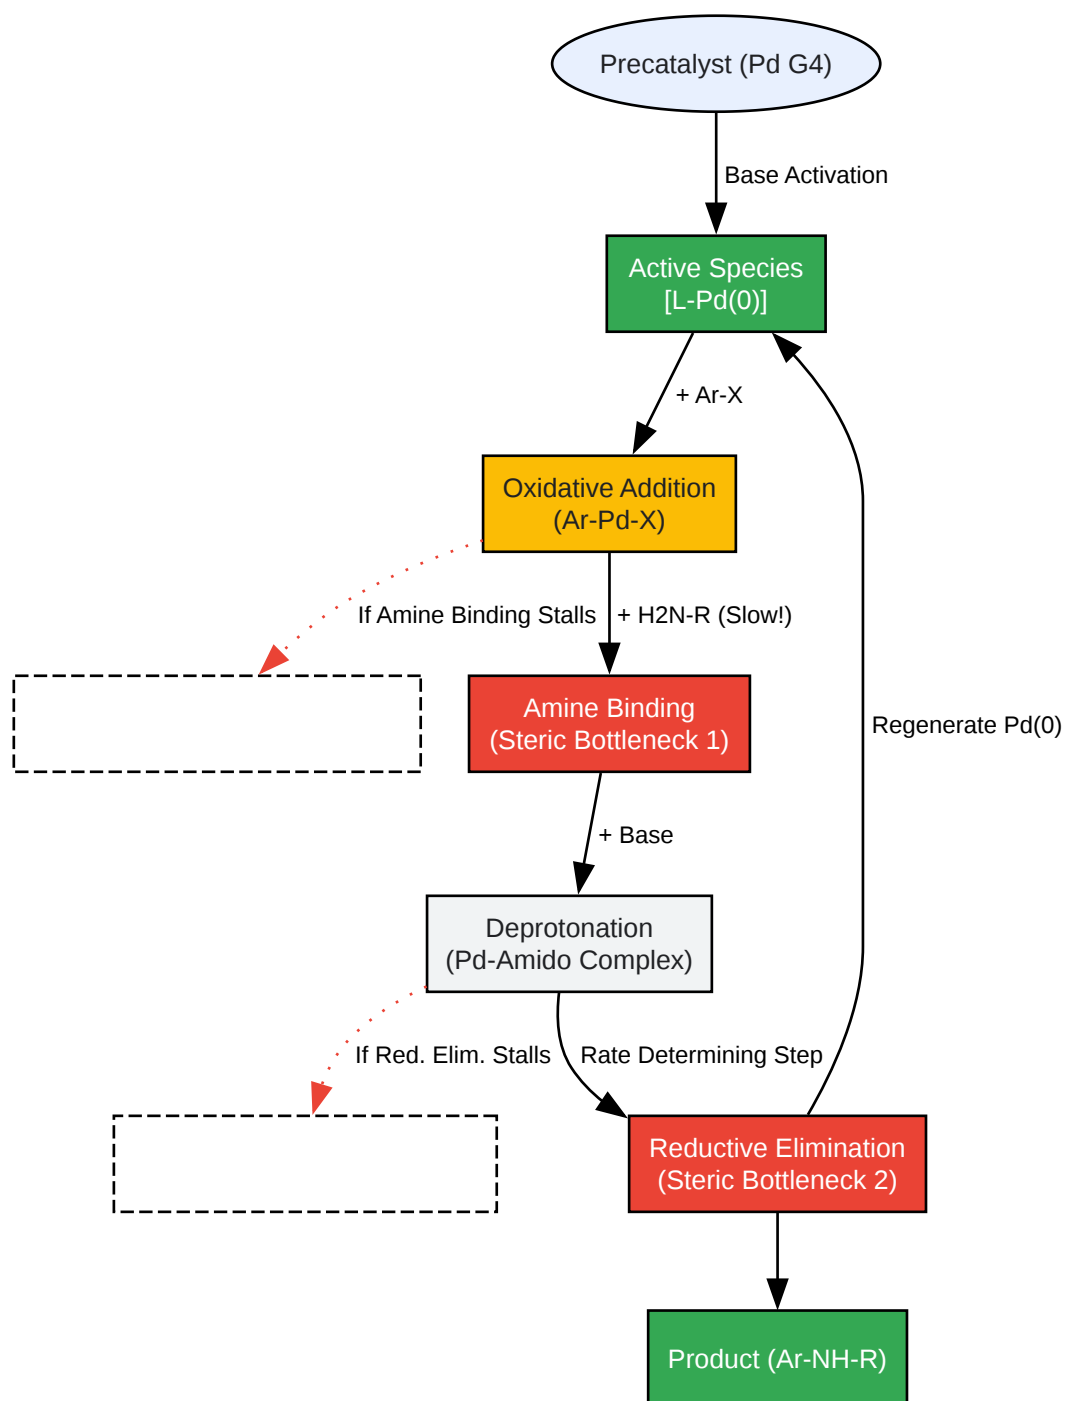 Precatalyst (Pd G4)
Base Activation
Active Species
[L-Pd(0)]
+ Ar-X
Oxidative Addition
(Ar-Pd-X)
If Amine Binding Stalls
+ H2N-R (Slow!)
Amine Binding
(Steric Bottleneck 1)
Regenerate Pd(0)
+ Base
Deprotonation
(Pd-Amido Complex)
If Red. Elim. Stalls
Rate Determining Step
Reductive Elimination
(Steric Bottleneck 2)
Product (Ar-NH-R)